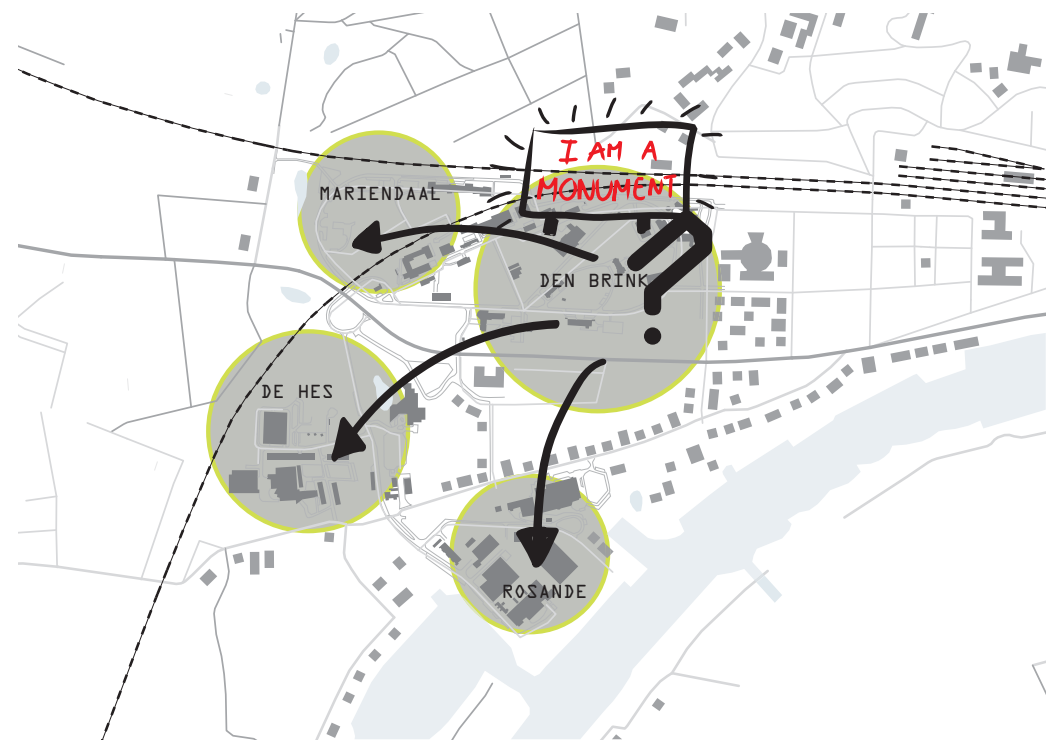 I AM A
MONUMENT
MARIENDAAL
DEN BRINK
?
DE HES
ROSANDE